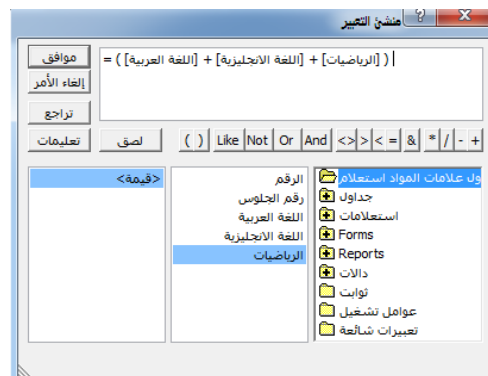 منشئ التعبير
= ( [اللغة العربية] + [اللغة الانجليزية] + [الرياضيات] )
موافق
إلغاء الأمر
تراجع
تعليمات
لصق
( ) Like Not Or And <> > < = & * / - +
ول علامات المواد استعلام
جداول
استعلامات
Forms
Reports
دالات
ثوابت
عوامل تشغيل
تعبيرات شائعة
الرقم
رقم الجلوس
اللغة العربية
اللغة الانجليزية
الرياضيات
<قيمة>